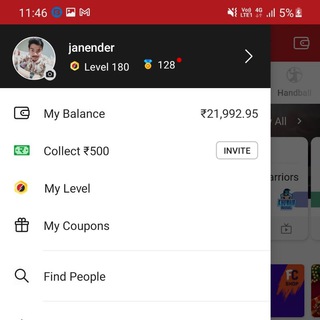 11:46
Vo) 4G
LTE1
5%
janender
Level 180
128
My Balance
₹21,992.95
Collect ₹500
INVITE
My Level
My Coupons
Find People
Handball
All
arriors
FC
SHOP